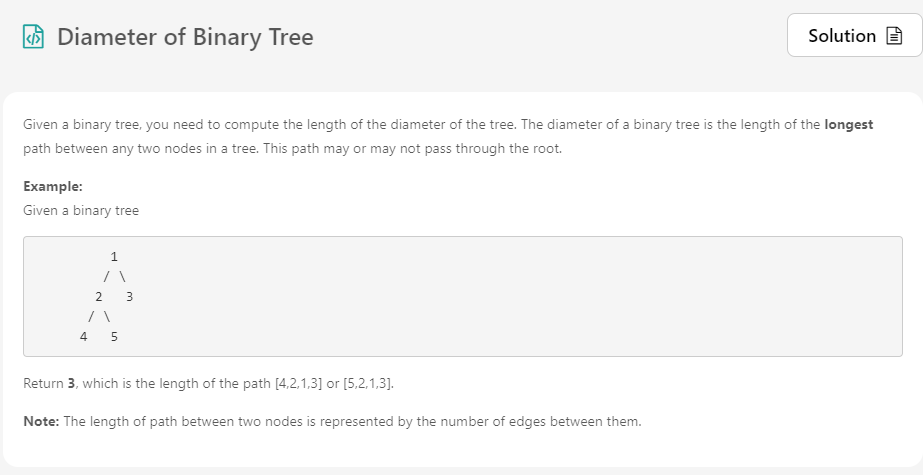 Diameter of Binary Tree
Solution
Given a binary tree, you need to compute the length of the diameter of the tree. The diameter of a binary tree is the length of the longest
path between any two nodes in a tree. This path may or may not pass through the root.
Example:
Given a binary tree
1
/ \
2 3
/ \
4 5
Return 3, which is the length of the path [4,2,1,3] or [5,2,1,3].
Note: The length of path between two nodes is represented by the number of edges between them.